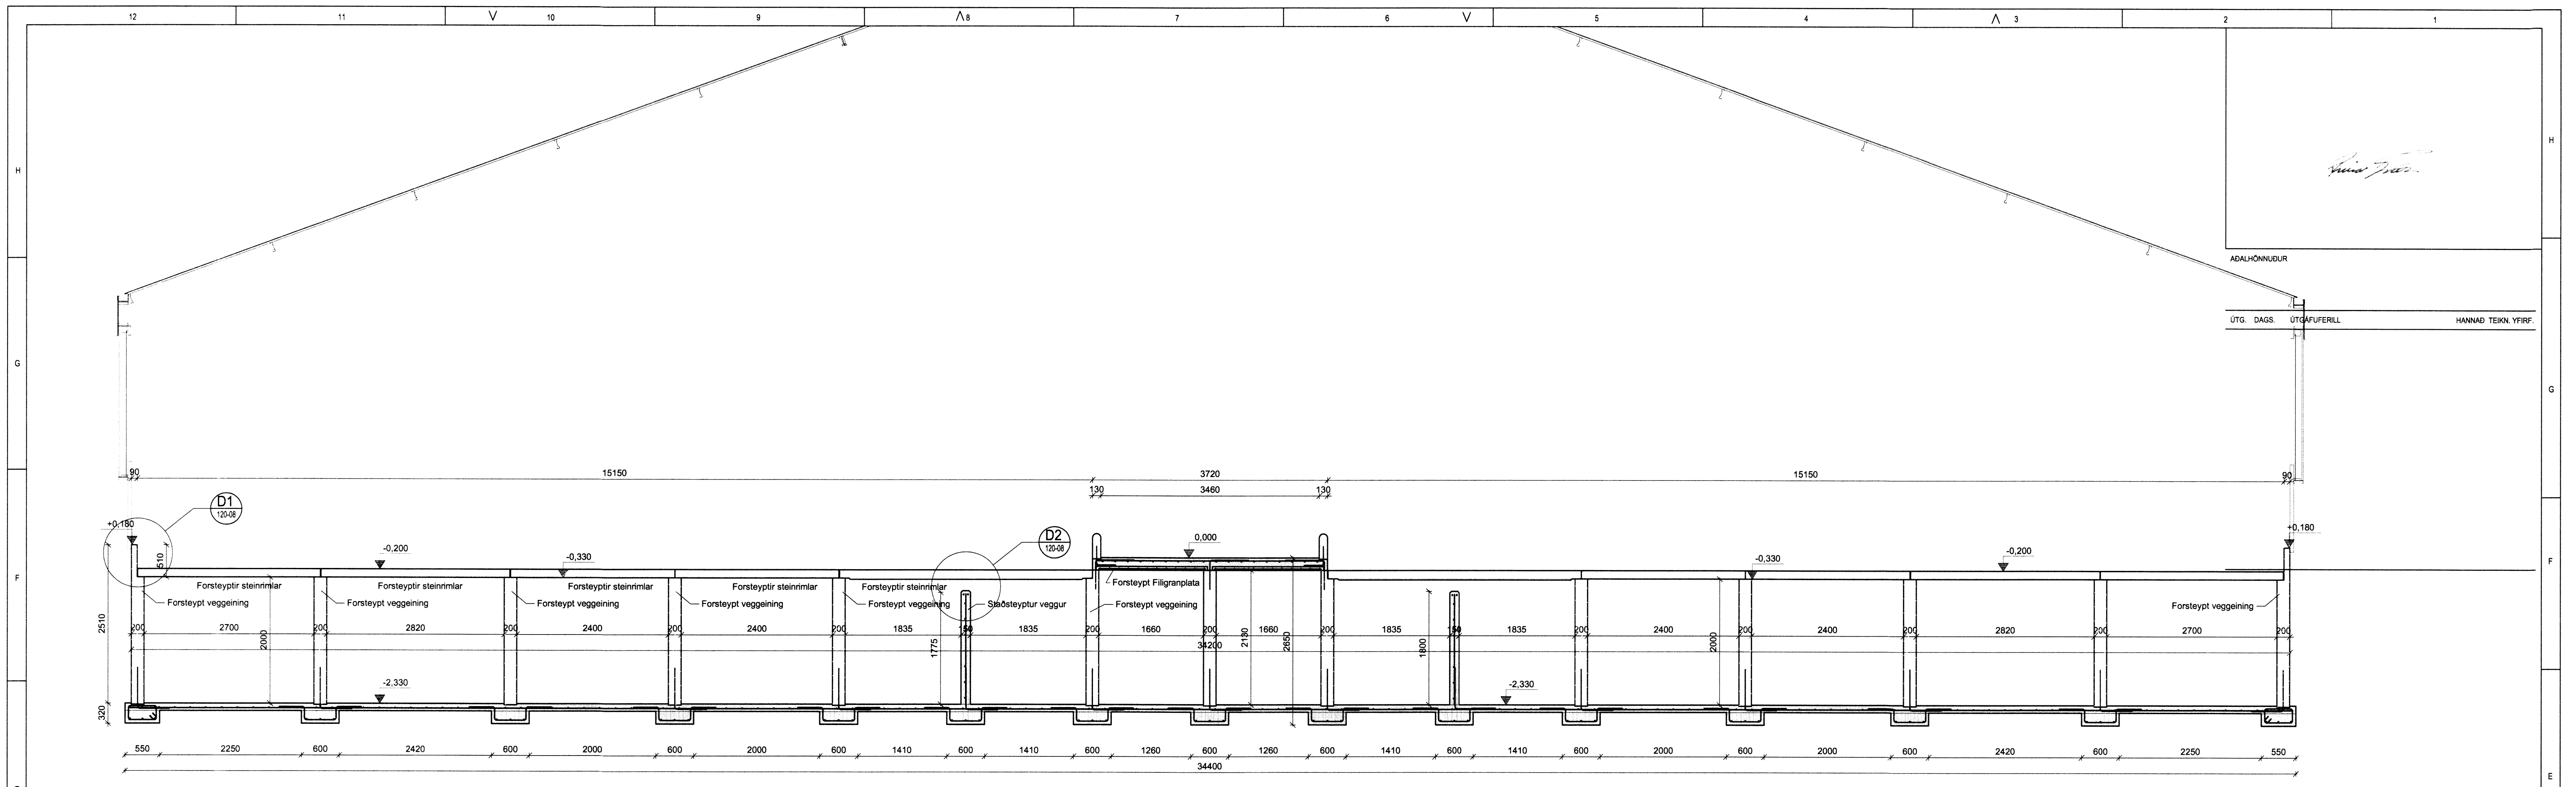 12 11 10 9 8 7 6 5 4 3 2 1
H H
AÐALHÖNNUÐUR
ÚTG. DAGS. ÚTGÁFUFERILL HANNAÐ TEIKN. YFIRF.
G G
90 15150 3720 15150 90
130 3460 130
D1
120-08
D2
120-08
+0,180 +0,180
0,000
-0,200 -0,330 -0,330 -0,200
510
F F
Forsteyptir steinrimlar Forsteyptir steinrimlar Forsteyptir steinrimlar Forsteyptir steinrimlar Forsteyptir steinrimlar
Forsteypt Filigranplata
Forsteypt veggeining Forsteypt veggeining Forsteypt veggeining Forsteypt veggeining Forsteypt veggeining Staðsteyptur veggur Forsteypt veggeining Forsteypt veggeining
200 2700 200 2820 200 2400 200 2400 200 1835 150 1835 200 1660 200 1660 200 1835 150 1835 200 2400 200 2400 200 2820 200 2700 200
2510 2000 1775 2130 2650 1800 2000
34200
-2,330 -2,330
320
550 2250 600 2420 600 2000 600 2000 600 1410 600 1410 600 1260 600 1260 600 1410 600 1410 600 2000 600 2000 600 2420 600 2250 550
34400
E